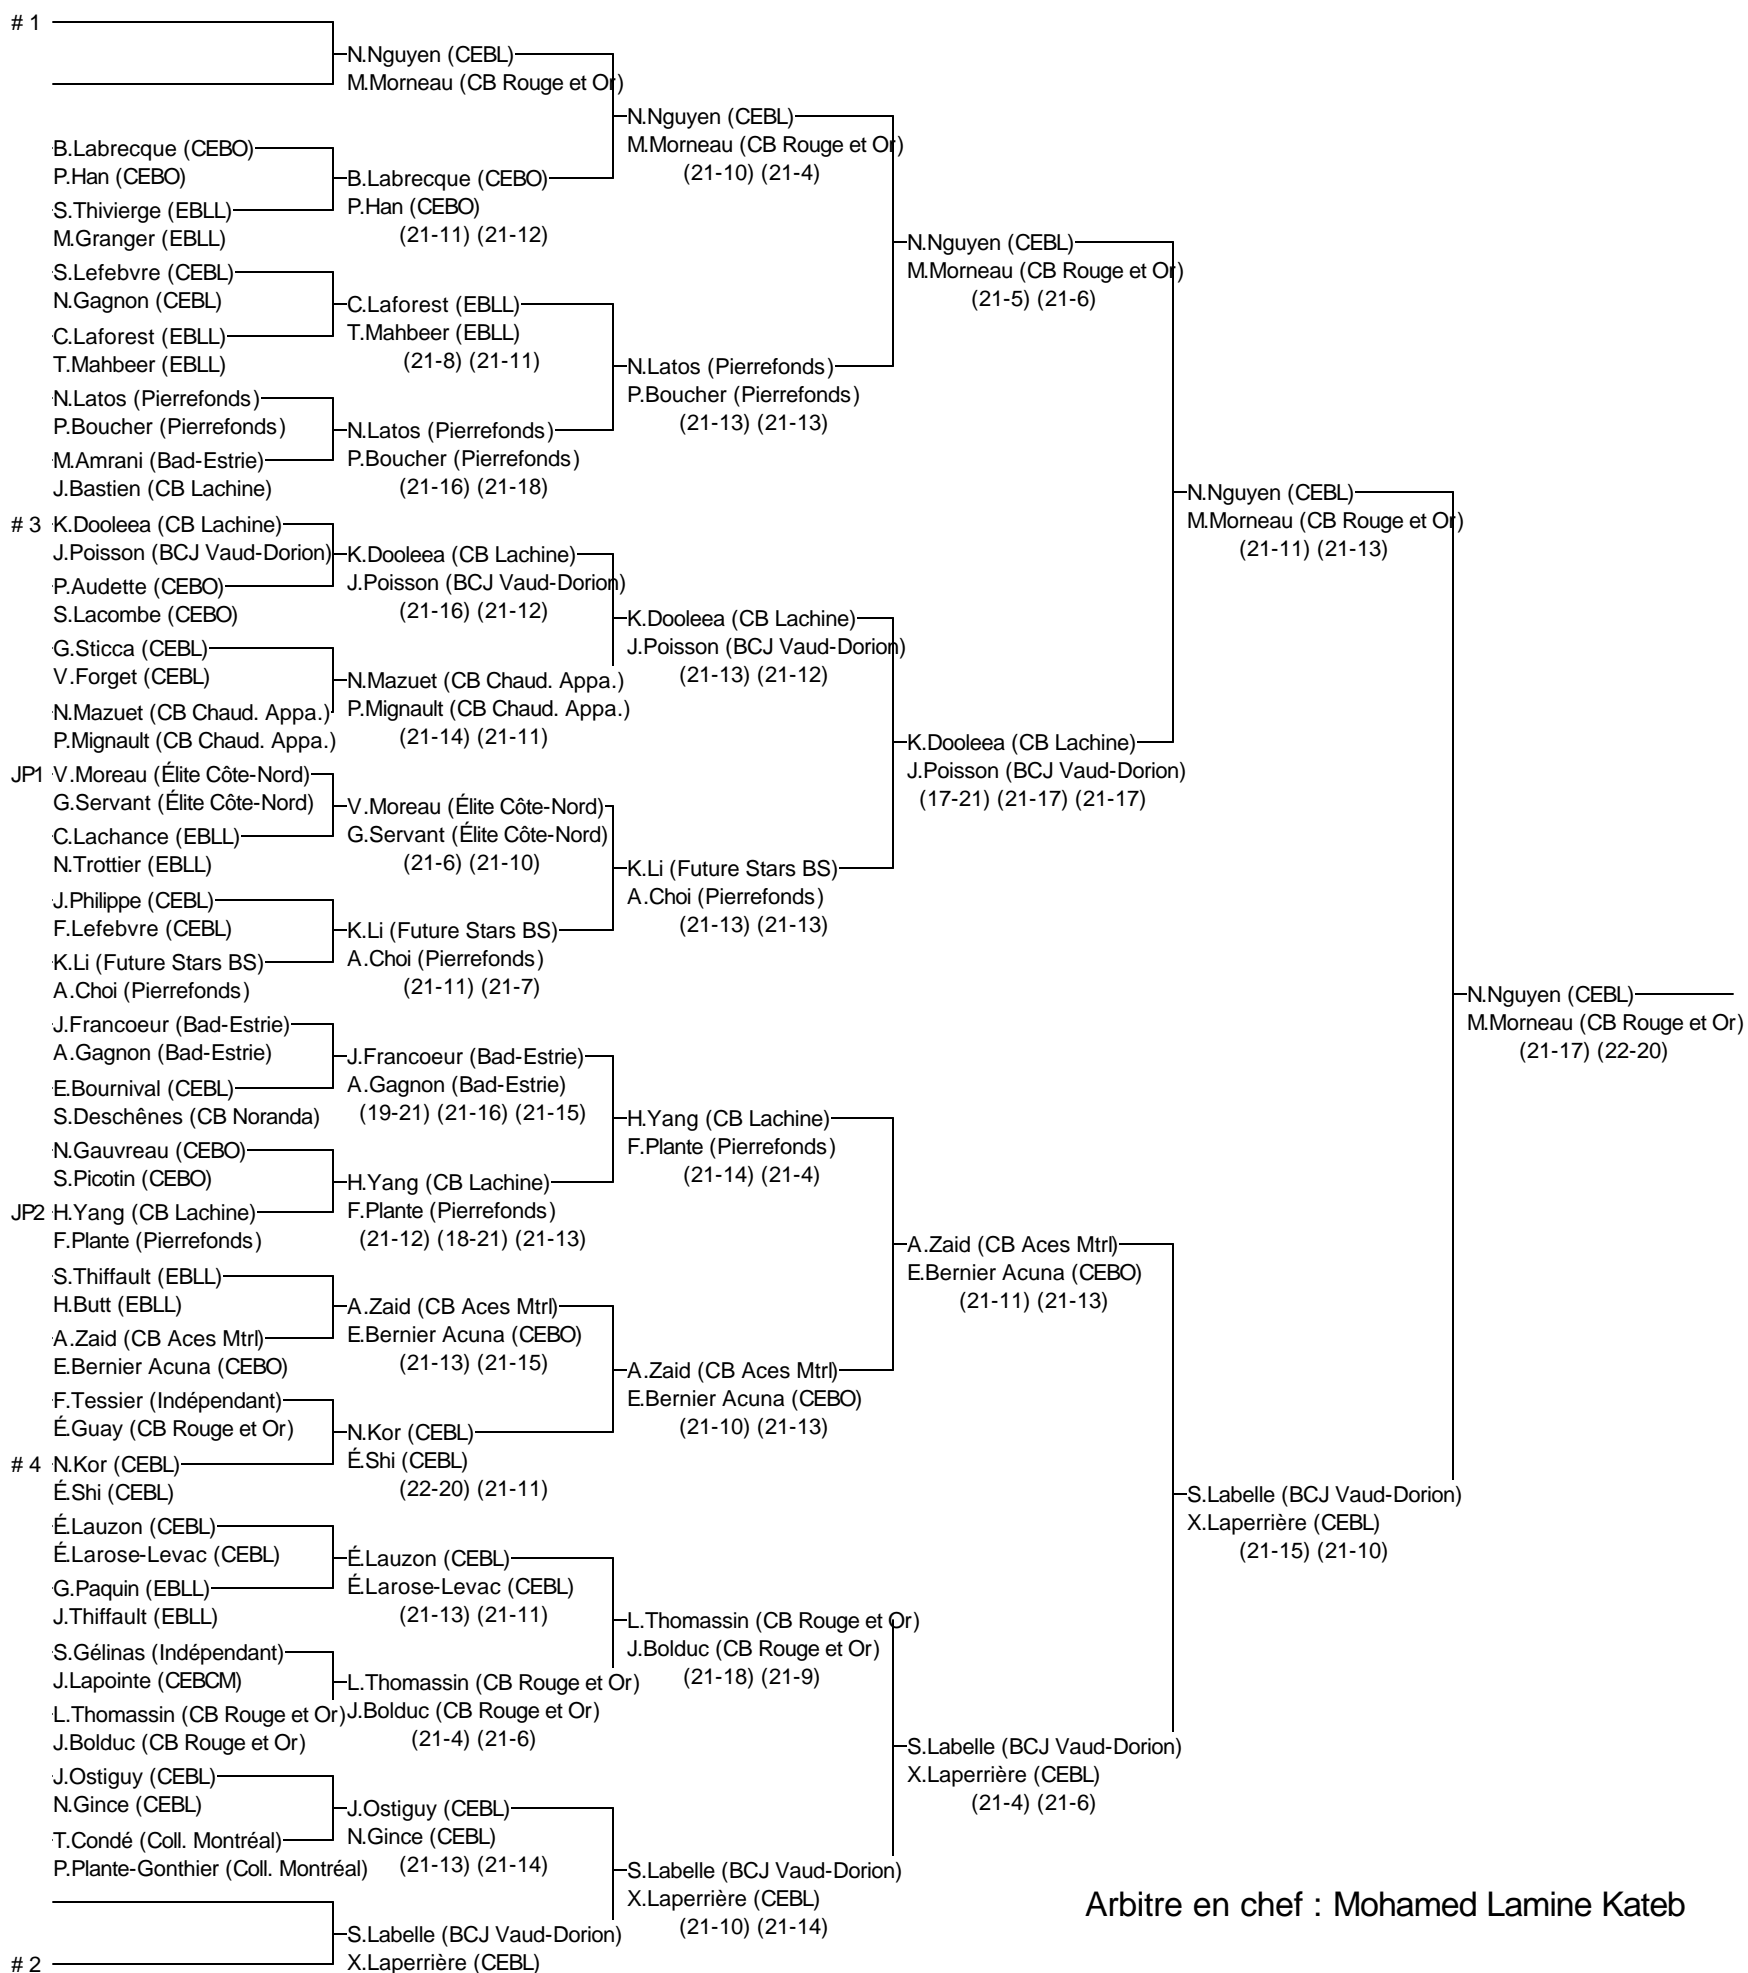 # 1
N.Nguyen (CEBL)
M.Morneau (CB Rouge et Or)
N.Nguyen (CEBL)
M.Morneau (CB Rouge et Or)
(21-10) (21-4)
B.Labrecque (CEBO)
P.Han (CEBO)
B.Labrecque (CEBO)
P.Han (CEBO)
(21-11) (21-12)
S.Thivierge (EBLL)
M.Granger (EBLL)
N.Nguyen (CEBL)
M.Morneau (CB Rouge et Or)
(21-5) (21-6)
S.Lefebvre (CEBL)
N.Gagnon (CEBL)
C.Laforest (EBLL)
T.Mahbeer (EBLL)
(21-8) (21-11)
C.Laforest (EBLL)
T.Mahbeer (EBLL)
N.Latos (Pierrefonds)
P.Boucher (Pierrefonds)
(21-13) (21-13)
N.Latos (Pierrefonds)
P.Boucher (Pierrefonds)
N.Latos (Pierrefonds)
P.Boucher (Pierrefonds)
(21-16) (21-18)
M.Amrani (Bad-Estrie)
J.Bastien (CB Lachine)
N.Nguyen (CEBL)
M.Morneau (CB Rouge et Or)
(21-11) (21-13)
# 3 K.Dooleea (CB Lachine)
J.Poisson (BCJ Vaud-Dorion)
K.Dooleea (CB Lachine)
J.Poisson (BCJ Vaud-Dorion)
(21-16) (21-12)
P.Audette (CEBO)
S.Lacombe (CEBO)
K.Dooleea (CB Lachine)
J.Poisson (BCJ Vaud-Dorion)
(21-13) (21-12)
G.Sticca (CEBL)
V.Forget (CEBL)
N.Mazuet (CB Chaud. Appa.)
P.Mignault (CB Chaud. Appa.)
(21-14) (21-11)
N.Mazuet (CB Chaud. Appa.)
P.Mignault (CB Chaud. Appa.)
K.Dooleea (CB Lachine)
J.Poisson (BCJ Vaud-Dorion)
(17-21) (21-17) (21-17)
JP1 V.Moreau (Élite Côte-Nord)
G.Servant (Élite Côte-Nord)
V.Moreau (Élite Côte-Nord)
G.Servant (Élite Côte-Nord)
(21-6) (21-10)
C.Lachance (EBLL)
N.Trottier (EBLL)
K.Li (Future Stars BS)
A.Choi (Pierrefonds)
(21-13) (21-13)
J.Philippe (CEBL)
F.Lefebvre (CEBL)
K.Li (Future Stars BS)
A.Choi (Pierrefonds)
(21-11) (21-7)
K.Li (Future Stars BS)
A.Choi (Pierrefonds)
N.Nguyen (CEBL)
M.Morneau (CB Rouge et Or)
(21-17) (22-20)
J.Francoeur (Bad-Estrie)
A.Gagnon (Bad-Estrie)
J.Francoeur (Bad-Estrie)
A.Gagnon (Bad-Estrie)
(19-21) (21-16) (21-15)
E.Bournival (CEBL)
S.Deschênes (CB Noranda)
H.Yang (CB Lachine)
F.Plante (Pierrefonds)
(21-14) (21-4)
N.Gauvreau (CEBO)
S.Picotin (CEBO)
H.Yang (CB Lachine)
F.Plante (Pierrefonds)
(21-12) (18-21) (21-13)
JP2 H.Yang (CB Lachine)
F.Plante (Pierrefonds)
A.Zaid (CB Aces Mtrl)
E.Bernier Acuna (CEBO)
(21-11) (21-13)
S.Thiffault (EBLL)
H.Butt (EBLL)
A.Zaid (CB Aces Mtrl)
E.Bernier Acuna (CEBO)
(21-13) (21-15)
A.Zaid (CB Aces Mtrl)
E.Bernier Acuna (CEBO)
A.Zaid (CB Aces Mtrl)
E.Bernier Acuna (CEBO)
(21-10) (21-13)
F.Tessier (Indépendant)
É.Guay (CB Rouge et Or)
N.Kor (CEBL)
É.Shi (CEBL)
(22-20) (21-11)
# 4 N.Kor (CEBL)
É.Shi (CEBL)
S.Labelle (BCJ Vaud-Dorion)
X.Laperrière (CEBL)
(21-15) (21-10)
É.Lauzon (CEBL)
É.Larose-Levac (CEBL)
É.Lauzon (CEBL)
É.Larose-Levac (CEBL)
(21-13) (21-11)
G.Paquin (EBLL)
J.Thiffault (EBLL)
L.Thomassin (CB Rouge et Or)
J.Bolduc (CB Rouge et Or)
(21-18) (21-9)
S.Gélinas (Indépendant)
J.Lapointe (CEBCM)
L.Thomassin (CB Rouge et Or)
J.Bolduc (CB Rouge et Or)
(21-4) (21-6)
L.Thomassin (CB Rouge et Or)
J.Bolduc (CB Rouge et Or)
S.Labelle (BCJ Vaud-Dorion)
X.Laperrière (CEBL)
(21-4) (21-6)
J.Ostiguy (CEBL)
N.Gince (CEBL)
J.Ostiguy (CEBL)
N.Gince (CEBL)
(21-13) (21-14)
T.Condé (Coll. Montréal)
P.Plante-Gonthier (Coll. Montréal)
S.Labelle (BCJ Vaud-Dorion)
X.Laperrière (CEBL)
(21-10) (21-14)
Arbitre en chef : Mohamed Lamine Kateb
S.Labelle (BCJ Vaud-Dorion)
X.Laperrière (CEBL)
# 2